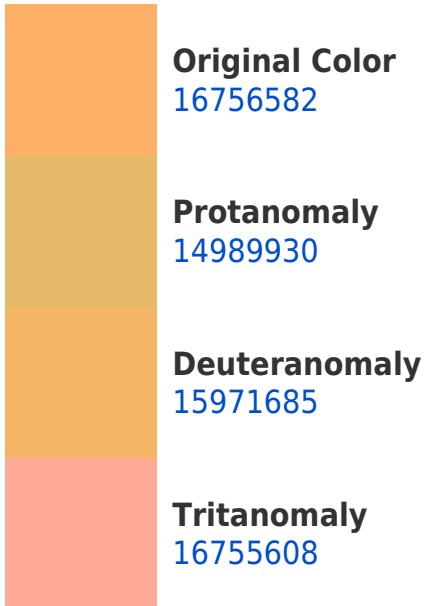 Original Color
16756582
Protanomaly
14989930
Deuteranomaly
15971685
Tritanomaly
16755608